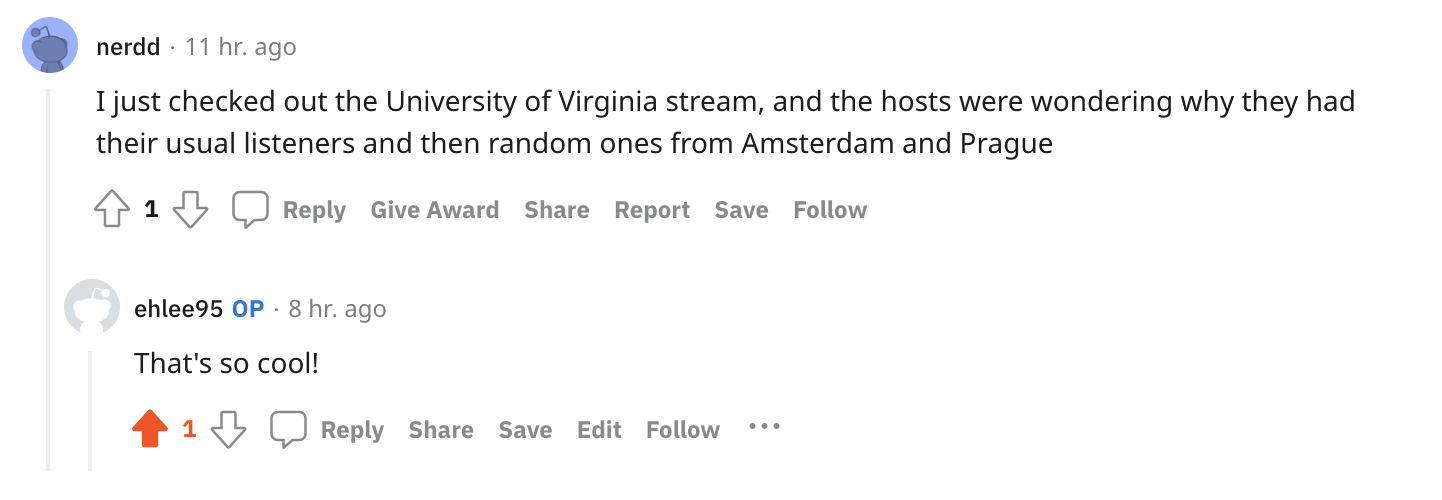 nerdd · 11 hr. ago
I just checked out the University of Virginia stream, and the hosts were wondering why they had
their usual listeners and then random ones from Amsterdam and Prague
1 Reply Give Award Share Report Save Follow
ehlee95 OP · 8 hr. ago
That's so cool!
1 Reply Share Save Edit Follow ···